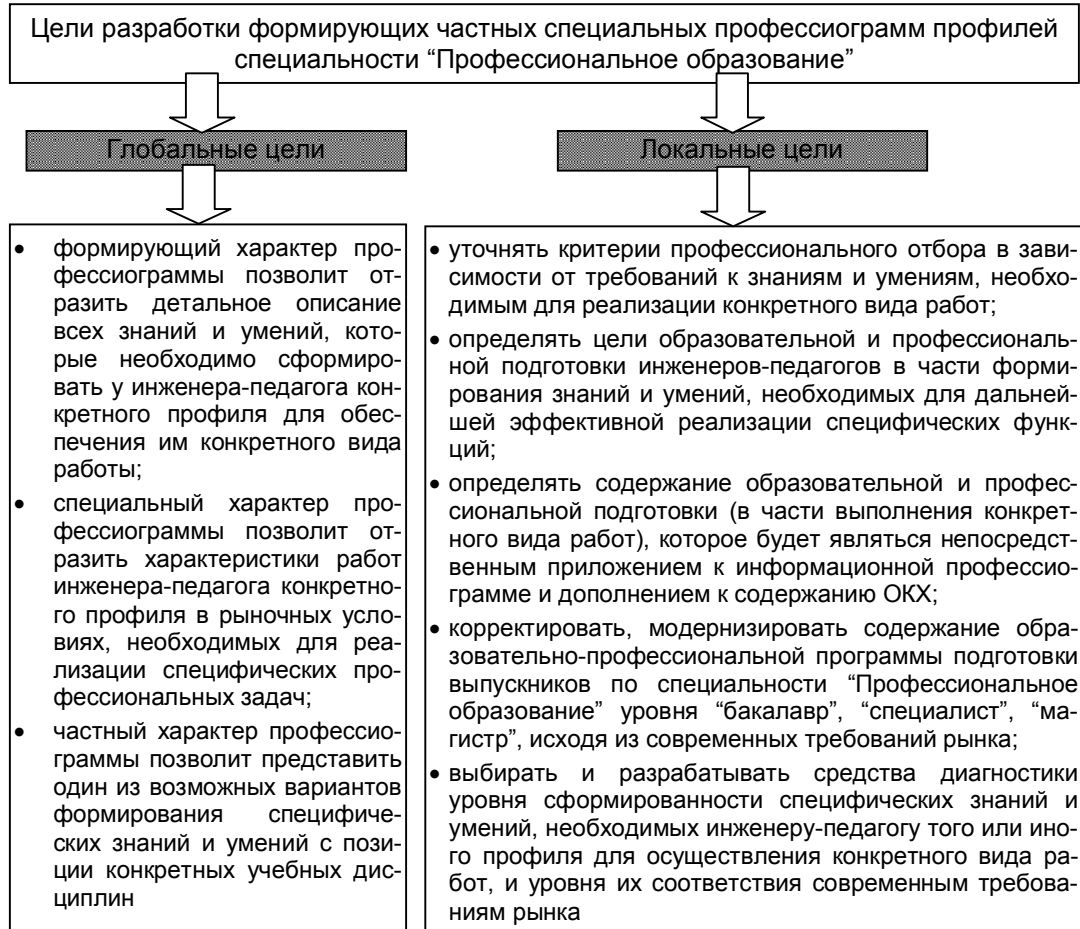 Цели разработки формирующих частных специальных профессиограмм профилей
специальности “Профессиональное образование”
Глобальные цели
• формирующий характер про-
фессиограммы позволит от-
разить детальное описание
всех знаний и умений, кото-
рые необходимо сформиро-
вать у инженера-педагога кон-
кретного профиля для обес-
печения им конкретного вида
работы;
• специальный характер про-
фессиограммы позволит от-
разить характеристики работ
инженера-педагога конкретно-
го профиля в рыночных усло-
виях, необходимых для реа-
лизации специфических про-
фессиональных задач;
• частный характер профессио-
граммы позволит представить
один из возможных вариантов
формирования специфиче-
ских знаний и умений с пози-
ции конкретных учебных дис-
циплин
Локальные цели
• уточнять критерии профессионального отбора в зави-
симости от требований к знаниям и умениям, необхо-
димым для реализации конкретного вида работ;
• определять цели образовательной и профессиональ-
ной подготовки инженеров-педагогов в части форми-
рования знаний и умений, необходимых для дальней-
шей эффективной реализации специфических функ-
ций;
• определять содержание образовательной и профес-
сиональной подготовки (в части выполнения конкрет-
ного вида работ), которое будет являться непосредст-
венным приложением к информационной профессио-
грамме и дополнением к содержанию ОКХ;
• корректировать, модернизировать содержание обра-
зовательно-профессиональной программы подготовки
выпускников по специальности “Профессиональное
образование” уровня “бакалавр”, “специалист”, “ма-
гистр”, исходя из современных требований рынка;
• выбирать и разрабатывать средства диагностики
уровня сформированности специфических знаний и
умений, необходимых инженеру-педагогу того или ино-
го профиля для осуществления конкретного вида ра-
бот, и уровня их соответствия современным требова-
ниям рынка